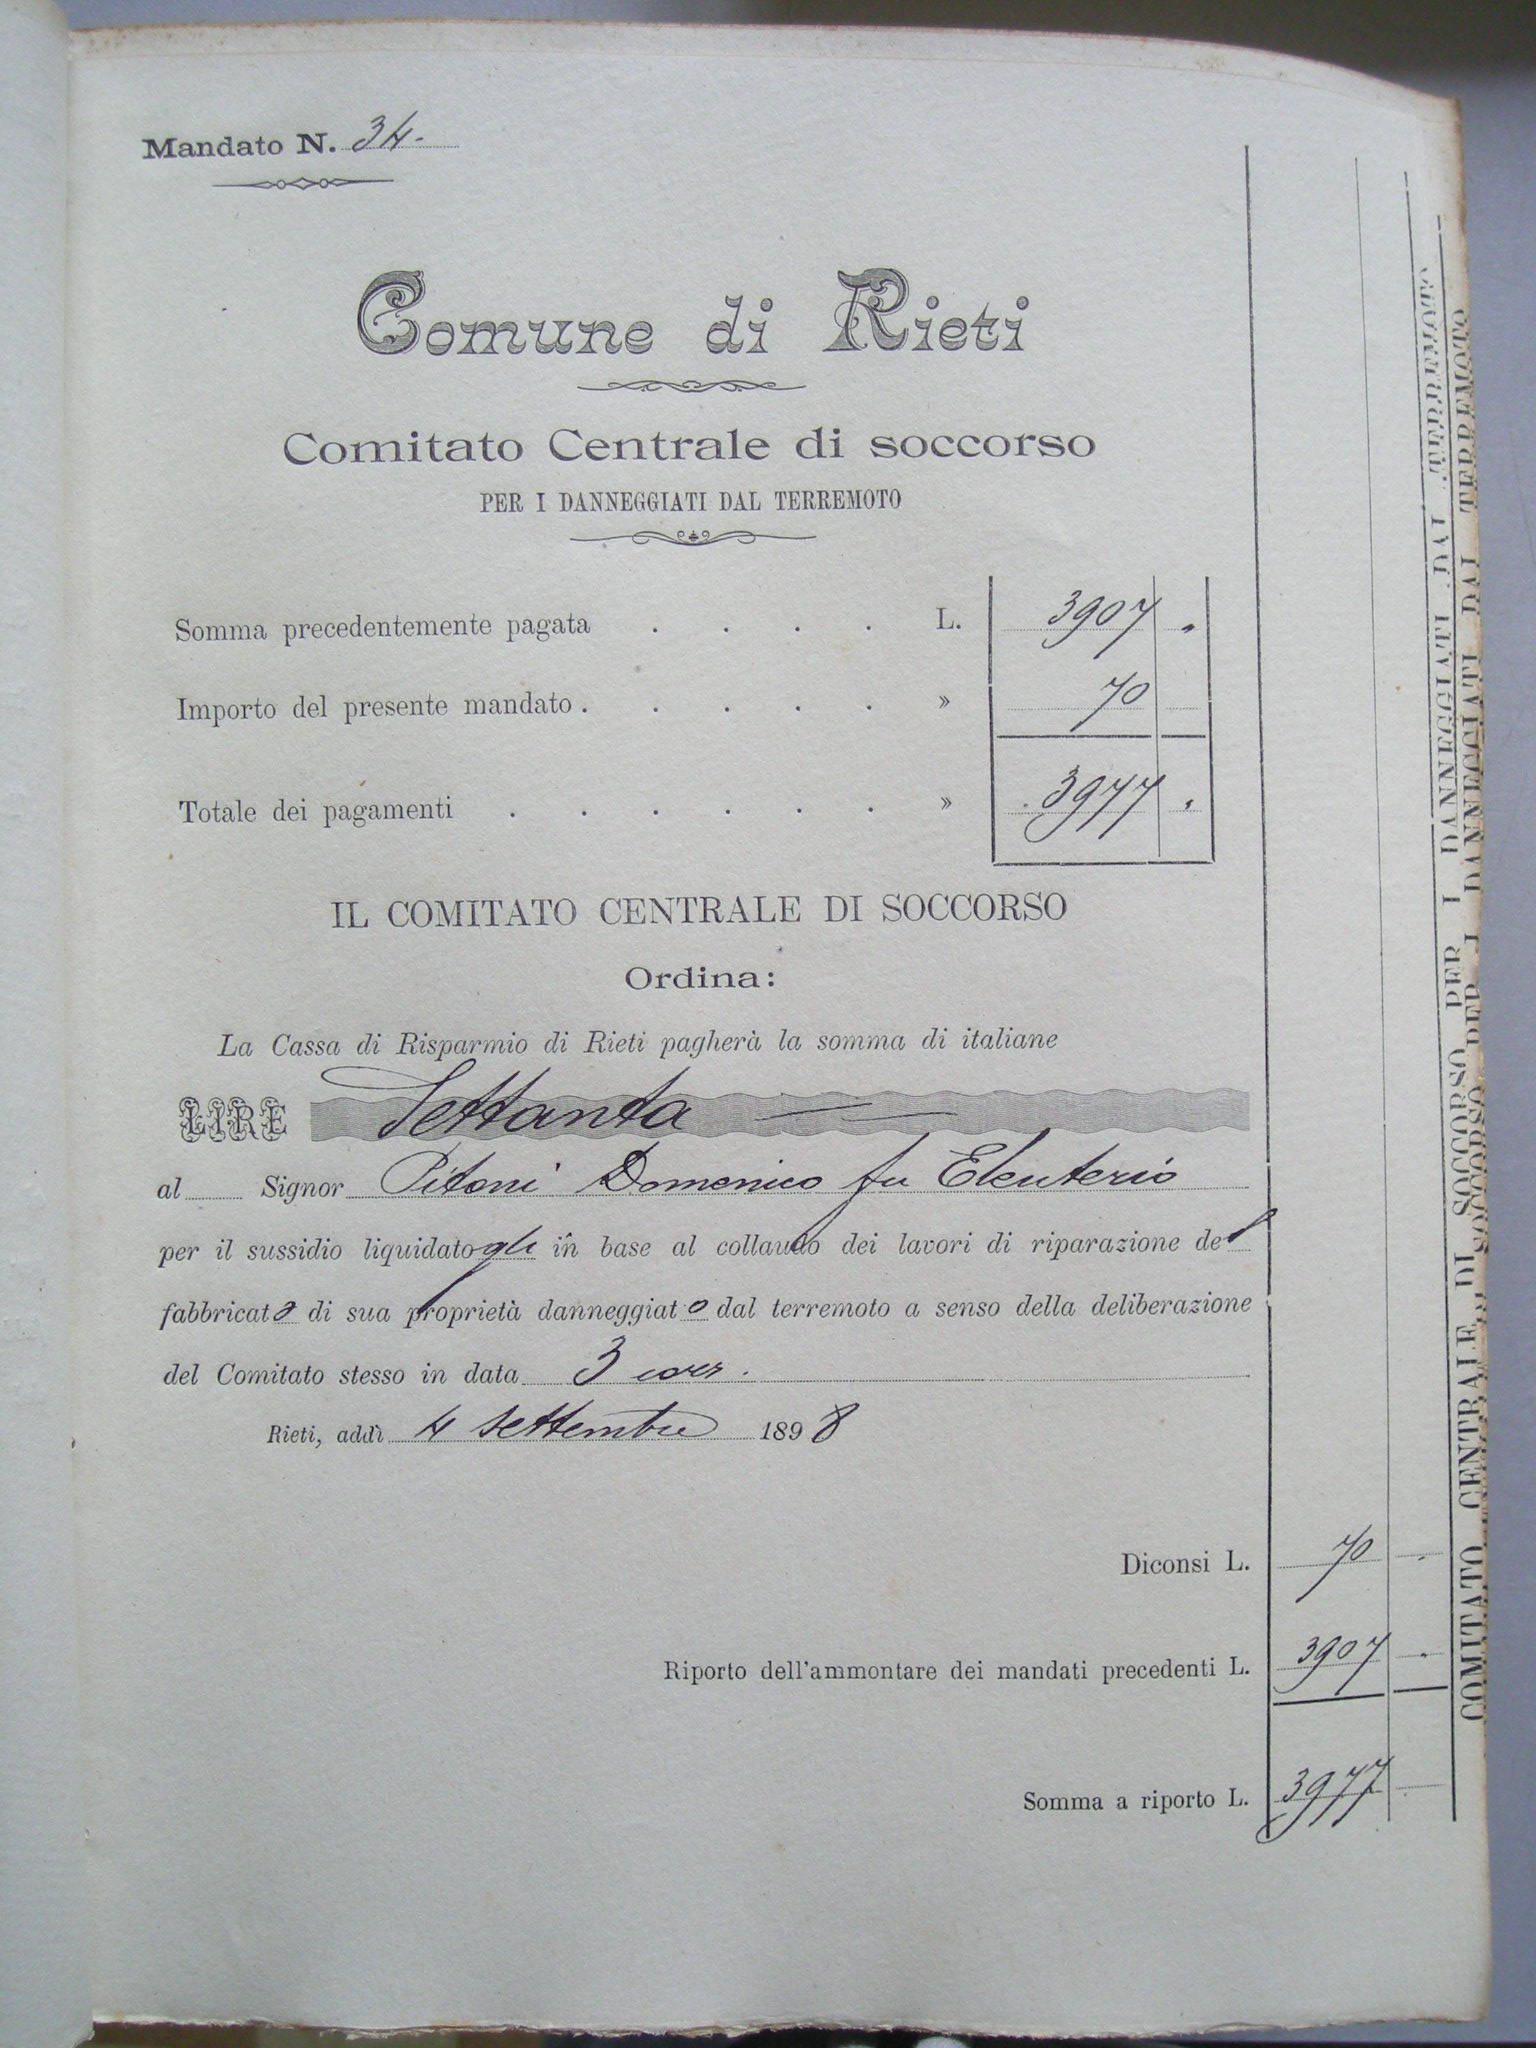 Mandato N. 34.
Comune di Rieti
Comitato Centrale di soccorso
PER I DANNEGGIATI DAL TERREMOTO
Somma precedentemente pagata . . . . L. 3907 "
Importo del presente mandato . . . . . » 70
Totale dei pagamenti . . . . . . » 3977 "
IL COMITATO CENTRALE DI SOCCORSO
Ordina:
La Cassa di Risparmio di Rieti pagherà la somma di italiane
LIRE Settanta
al Signor Pitoni Domenico fu Eleuterio
per il sussidio liquidatogli in base al collaudo dei lavori di riparazione del
fabbricato di sua proprietà danneggiato dal terremoto a senso della deliberazione
del Comitato stesso in data 3 corr.
Rieti, addì 4 Settembre 1898
Diconsi L. 70
Riporto dell'ammontare dei mandati precedenti L. 3907
Somma a riporto L. 3977
COMITATO CENTRALE DI SOCCORSO PER I DANNEGGIATI DAL TERREMOTO